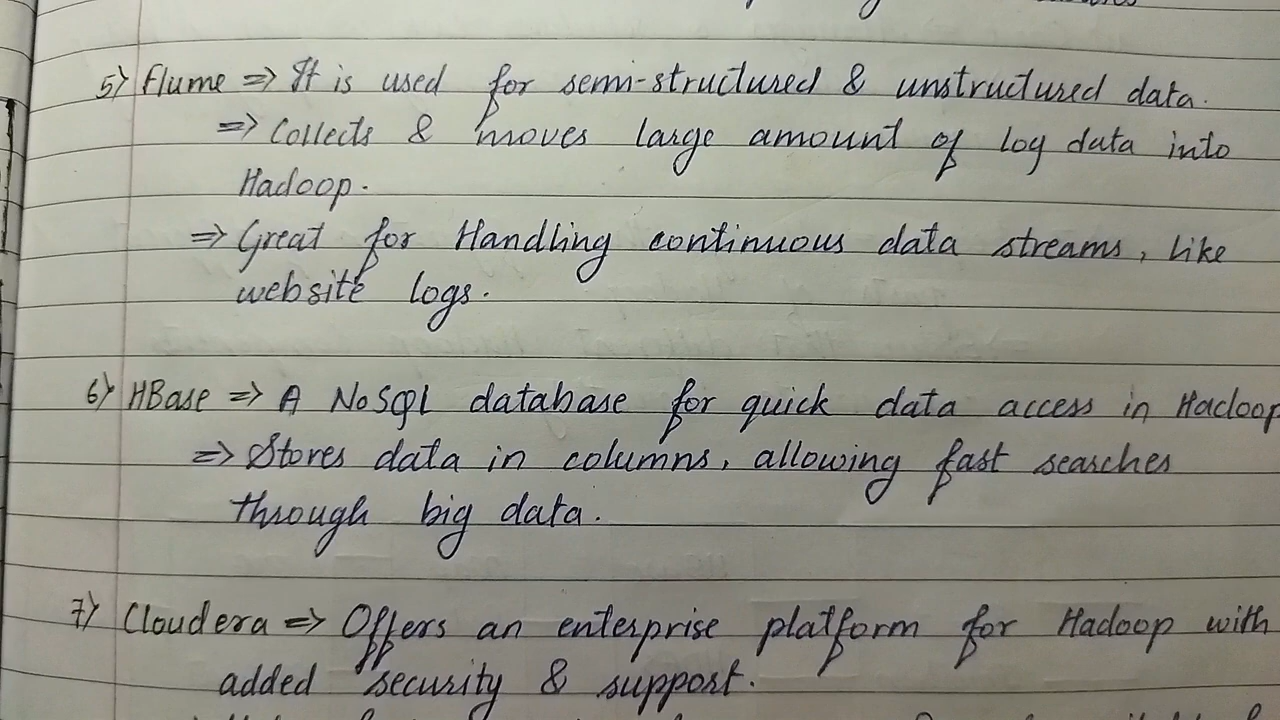 5) Flume => It is used for semi-structured & unstructured data.
=> Collects & moves large amount of log data into
Hadoop.
=> Great for Handling continuous data streams, like
website logs.
6) HBase => A NoSQL database for quick data access in Hadoop
=> Stores data in columns, allowing fast searches
through big data.
7) Cloudera => Offers an enterprise platform for Hadoop with
added security & support.